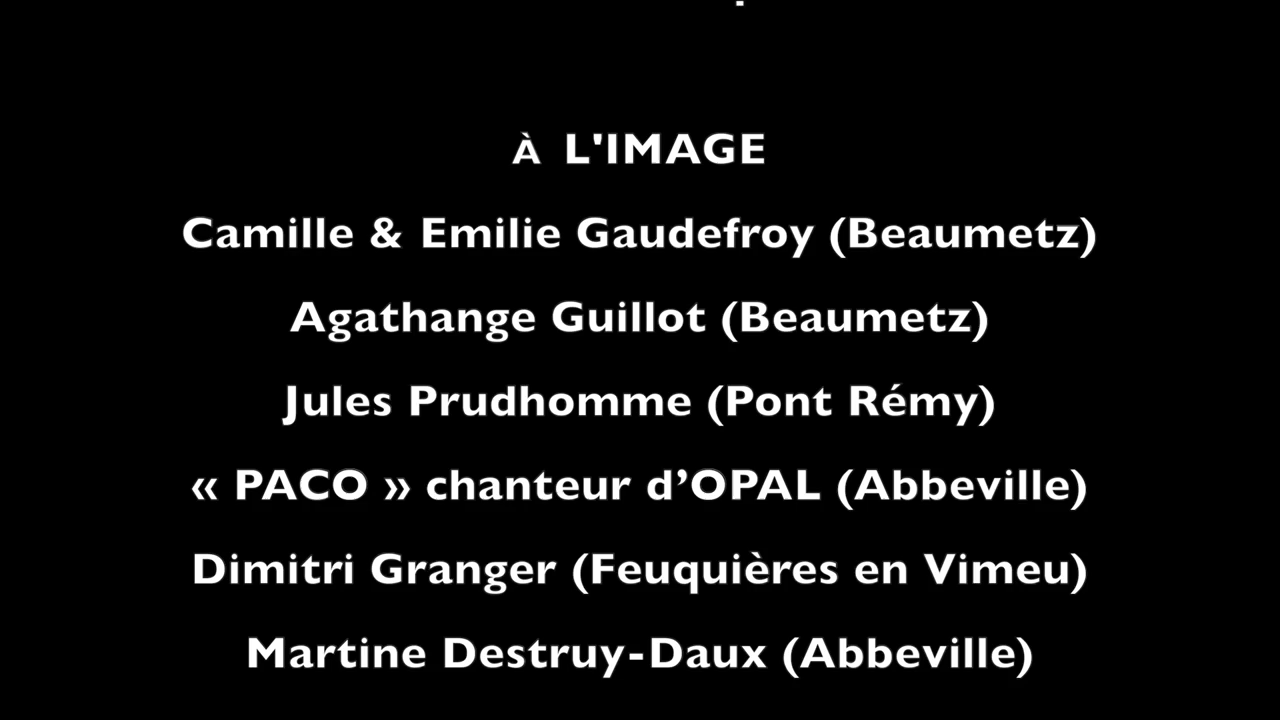 À L'IMAGE
Camille & Emilie Gaudefroy (Beaumetz)
Agathange Guillot (Beaumetz)
Jules Prudhomme (Pont Rémy)
« PACO » chanteur d’OPAL (Abbeville)
Dimitri Granger (Feuquières en Vimeu)
Martine Destruy-Daux (Abbeville)